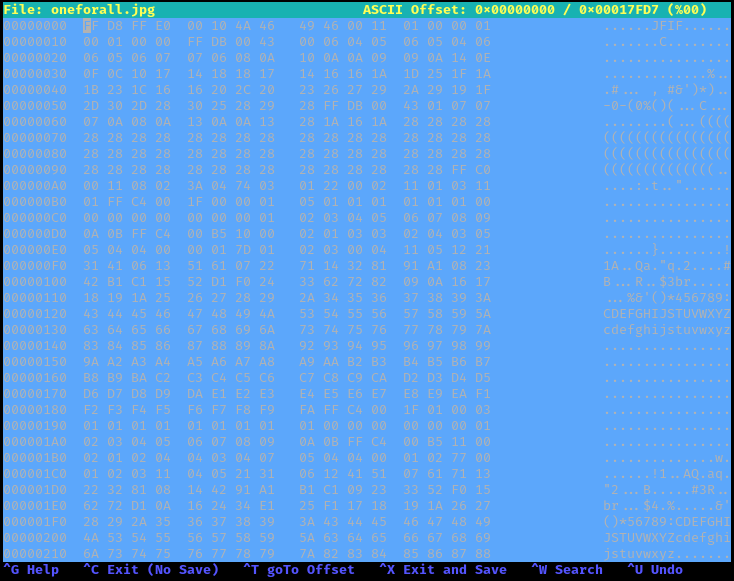 File: oneforall.jpg ASCII Offset: 0x00000000 / 0x00017FD7 (%00)
00000000 FF D8 FF E0 00 10 4A 46 49 46 00 11 01 00 00 01 ......JFIF......
00000010 00 01 00 00 FF DB 00 43 00 06 04 05 06 05 04 06 .......C........
00000020 06 05 06 07 07 06 08 0A 10 0A 0A 09 09 0A 14 0E ................
00000030 0F 0C 10 17 14 18 18 17 14 16 16 1A 1D 25 1F 1A .............%..
00000040 1B 23 1C 16 16 20 2C 20 23 26 27 29 2A 29 19 1F .#... , #&')*)..
00000050 2D 30 2D 28 30 25 28 29 28 FF DB 00 43 01 07 07 -0-(0%()(...C...
00000060 07 0A 08 0A 13 0A 0A 13 28 1A 16 1A 28 28 28 28 ........(...((((
00000070 28 28 28 28 28 28 28 28 28 28 28 28 28 28 28 28 ((((((((((((((((
00000080 28 28 28 28 28 28 28 28 28 28 28 28 28 28 28 28 ((((((((((((((((
00000090 28 28 28 28 28 28 28 28 28 28 28 28 28 28 FF C0 ((((((((((((((..
000000A0 00 11 08 02 3A 04 74 03 01 22 00 02 11 01 03 11 ....:.t.."......
000000B0 01 FF C4 00 1F 00 00 01 05 01 01 01 01 01 01 00 ................
000000C0 00 00 00 00 00 00 00 01 02 03 04 05 06 07 08 09 ................
000000D0 0A 0B FF C4 00 B5 10 00 02 01 03 03 02 04 03 05 ................
000000E0 05 04 04 00 00 01 7D 01 02 03 00 04 11 05 12 21 ......}........!
000000F0 31 41 06 13 51 61 07 22 71 14 32 81 91 A1 08 23 1A..Qa."q.2....#
00000100 42 B1 C1 15 52 D1 F0 24 33 62 72 82 09 0A 16 17 B...R..$3br.....
00000110 18 19 1A 25 26 27 28 29 2A 34 35 36 37 38 39 3A ...%&'()*456789:
00000120 43 44 45 46 47 48 49 4A 53 54 55 56 57 58 59 5A CDEFGHIJSTUVWXYZ
00000130 63 64 65 66 67 68 69 6A 73 74 75 76 77 78 79 7A cdefghijstuvwxyz
00000140 83 84 85 86 87 88 89 8A 92 93 94 95 96 97 98 99 ................
00000150 9A A2 A3 A4 A5 A6 A7 A8 A9 AA B2 B3 B4 B5 B6 B7 ................
00000160 B8 B9 BA C2 C3 C4 C5 C6 C7 C8 C9 CA D2 D3 D4 D5 ................
00000170 D6 D7 D8 D9 DA E1 E2 E3 E4 E5 E6 E7 E8 E9 EA F1 ................
00000180 F2 F3 F4 F5 F6 F7 F8 F9 FA FF C4 00 1F 01 00 03 ................
00000190 01 01 01 01 01 01 01 01 01 00 00 00 00 00 00 01 ................
000001A0 02 03 04 05 06 07 08 09 0A 0B FF C4 00 B5 11 00 ................
000001B0 02 01 02 04 04 03 04 07 05 04 04 00 01 02 77 00 ..............w.
000001C0 01 02 03 11 04 05 21 31 06 12 41 51 07 61 71 13 ......!1..AQ.aq.
000001D0 22 32 81 08 14 42 91 A1 B1 C1 09 23 33 52 F0 15 "2...B.....#3R..
000001E0 62 72 D1 0A 16 24 34 E1 25 F1 17 18 19 1A 26 27 br...$4.%.....&'
000001F0 28 29 2A 35 36 37 38 39 3A 43 44 45 46 47 48 49 ()*56789:CDEFGHI
00000200 4A 53 54 55 56 57 58 59 5A 63 64 65 66 67 68 69 JSTUVWXYZcdefghi
00000210 6A 73 74 75 76 77 78 79 7A 82 83 84 85 86 87 88 jstuvwxyz.......
^G Help ^C Exit (No Save) ^T goTo Offset ^X Exit and Save ^W Search ^U Undo